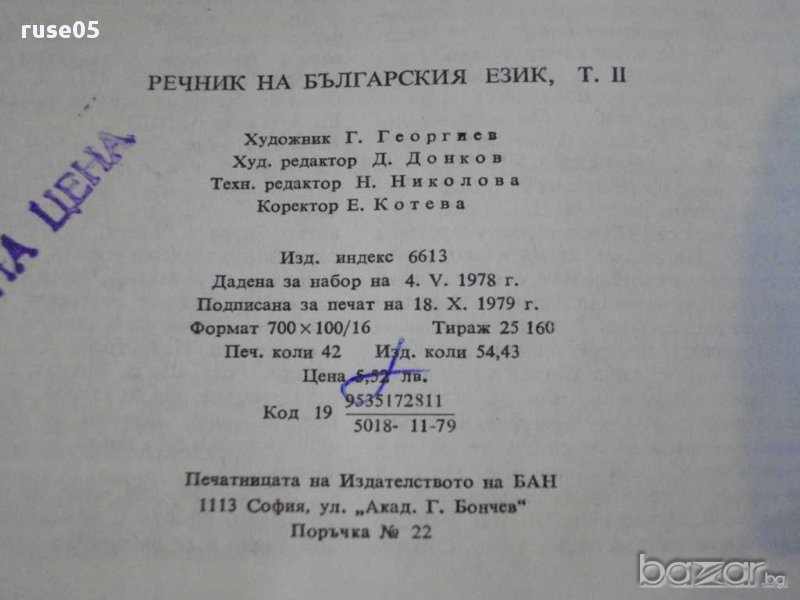 ruse05
РЕЧНИК НА БЪЛГАРСКИЯ ЕЗИК, Т. II
НА ЦЕНА
Художник Г. Георгиев
Худ. редактор Д. Донков
Техн. редактор Н. Николова
Коректор Е. Котева
Изд. индекс 6613
Дадена за набор на 4. V. 1978 г.
Подписана за печат на 18. X. 1979 г.
Формат 700×100/16 Тираж 25 160
Печ. коли 42 Изд. коли 54,43
Цена 5,52 лв.
Код 19 9535172811
5018- 11-79
Печатницата на Издателството на БАН
1113 София, ул. „Акад. Г. Бончев“
Поръчка № 22
bazar.bg